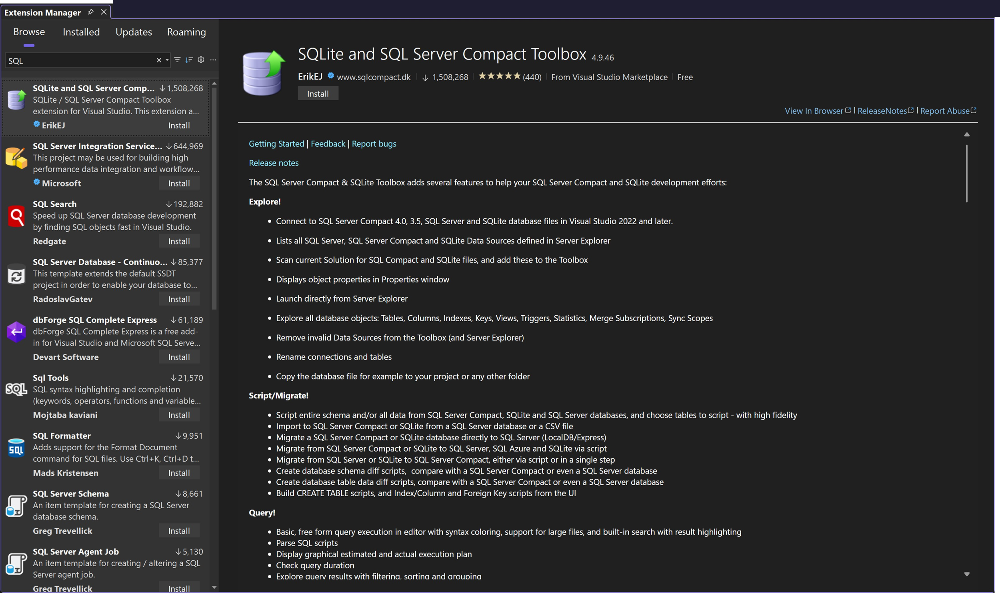 Extension Manager
Browse Installed Updates Roaming
SQL
SQLite and SQL Server Comp... 1,508,268
SQLite / SQL Server Compact Toolbox
extension for Visual Studio. This extension a...
ErikEJ Install
SQL Server Integration Service... 644,969
This project may be used for building high
performance data integration and workflow...
Microsoft Install
SQL Search 192,882
Speed up SQL Server database development
by finding SQL objects fast in Visual Studio.
Redgate Install
SQL Server Database - Continuo... 85,377
This template extends the default SSDT
project in order to enable your database to...
RadoslavGatev Install
dbForge SQL Complete Express 61,189
dbForge SQL Complete Express is a free add-
in for Visual Studio and Microsoft SQL Serve...
Devart Software Install
SQL
Sql Tools 21,570
SQL syntax highlighting and completion
(keywords, operators, functions and variable...
Mojtaba kaviani Install
SQL
SQL Formatter 9,951
Adds support for the Format Document
command for SQL files. Use Ctrl+K, Ctrl+D t...
Mads Kristensen Install
SQL Server Schema 8,661
An item template for creating a SQL Server
database schema.
Greg Trevellick Install
SQL Server Agent Job 5,130
An item template for creating / altering a SQL
Server agent job.
Greg Trevellick Install
SQLite and SQL Server Compact Toolbox 4.9.46
ErikEJ www.sqlcompact.dk 1,508,268 (440) From Visual Studio Marketplace Free
Install
View In Browser | ReleaseNotes | Report Abuse
Getting Started | Feedback | Report bugs
Release notes
The SQL Server Compact & SQLite Toolbox adds several features to help your SQL Server Compact and SQLite development efforts:
Explore!
• Connect to SQL Server Compact 4.0, 3.5, SQL Server and SQLite database files in Visual Studio 2022 and later.
• Lists all SQL Server, SQL Server Compact and SQLite Data Sources defined in Server Explorer
• Scan current Solution for SQL Compact and SQLite files, and add these to the Toolbox
• Displays object properties in Properties window
• Launch directly from Server Explorer
• Explore all database objects: Tables, Columns, Indexes, Keys, Views, Triggers, Statistics, Merge Subscriptions, Sync Scopes
• Remove invalid Data Sources from the Toolbox (and Server Explorer)
• Rename connections and tables
• Copy the database file for example to your project or any other folder
Script/Migrate!
• Script entire schema and/or all data from SQL Server Compact, SQLite and SQL Server databases, and choose tables to script - with high fidelity
• Import to SQL Server Compact or SQLite from a SQL Server database or a CSV file
• Migrate a SQL Server Compact or SQLite database directly to SQL Server (LocalDB/Express)
• Migrate from SQL Server Compact or SQLite to SQL Server, SQL Azure and SQLite via script
• Migrate from SQL Server or SQLite to SQL Server Compact, either via script or in a single step
• Create database schema diff scripts,  compare with a SQL Server Compact or even a SQL Server database
• Create database table data diff scripts, compare with a SQL Server Compact or even a SQL Server database
• Build CREATE TABLE scripts, and Index/Column and Foreign Key scripts from the UI
Query!
• Basic, free form query execution in editor with syntax coloring, support for large files, and built-in search with result highlighting
• Parse SQL scripts
• Display graphical estimated and actual execution plan
• Check query duration
• Explore query results with filtering, sorting and grouping